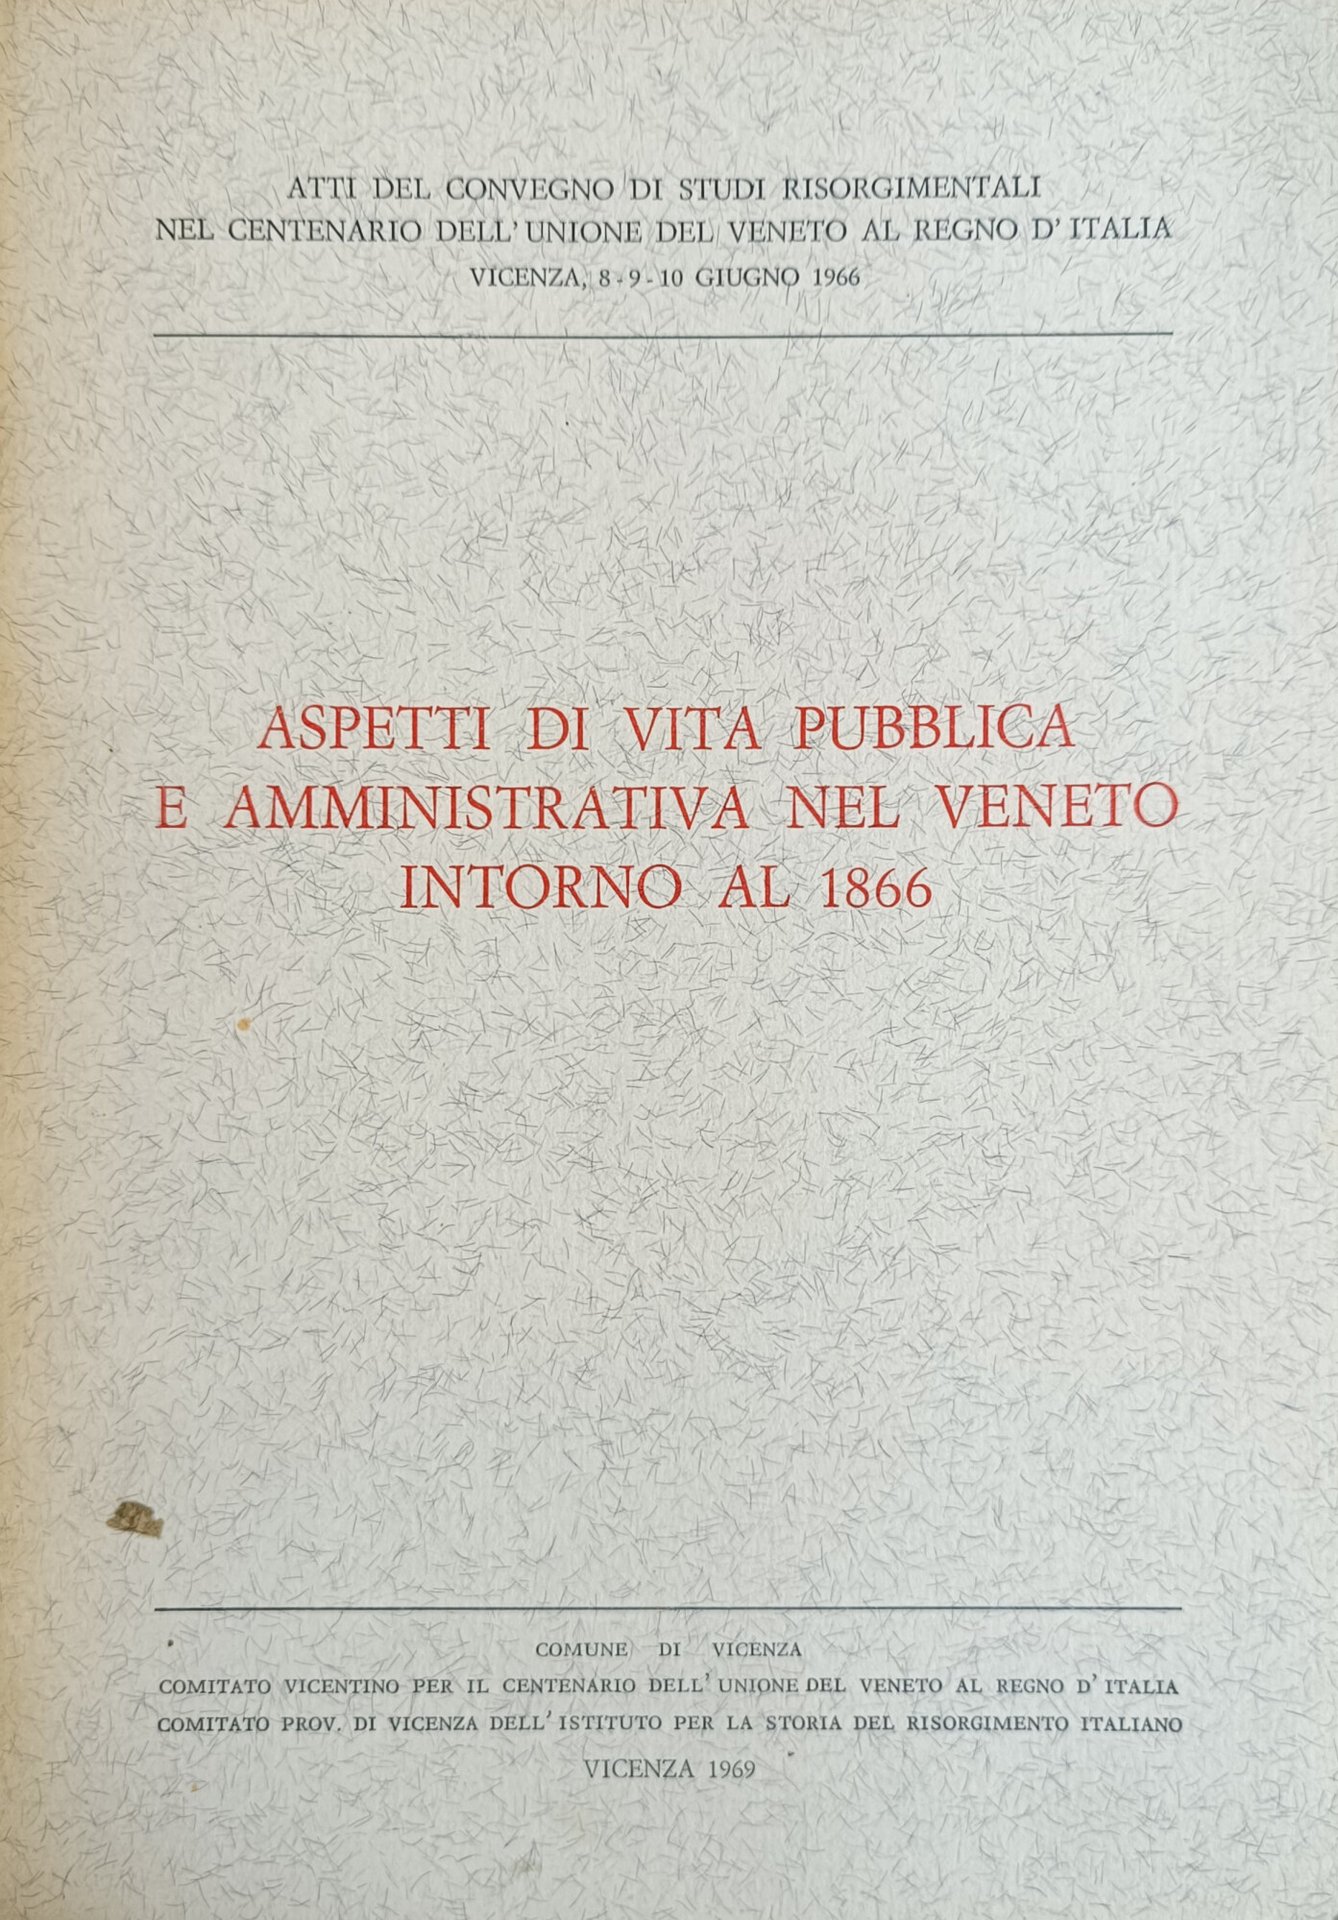 ATTI DEL CONVEGNO DI STUDI RISORGIMENTALI
NEL CENTENARIO DELL'UNIONE DEL VENETO AL REGNO D'ITALIA
VICENZA, 8-9-10 GIUGNO 1966
ASPETTI DI VITA PUBBLICA
E AMMINISTRATIVA NEL VENETO
INTORNO AL 1866
COMUNE DI VICENZA
COMITATO VICENTINO PER IL CENTENARIO DELL'UNIONE DEL VENETO AL REGNO D'ITALIA
COMITATO PROV. DI VICENZA DELL'ISTITUTO PER LA STORIA DEL RISORGIMENTO ITALIANO
VICENZA 1969